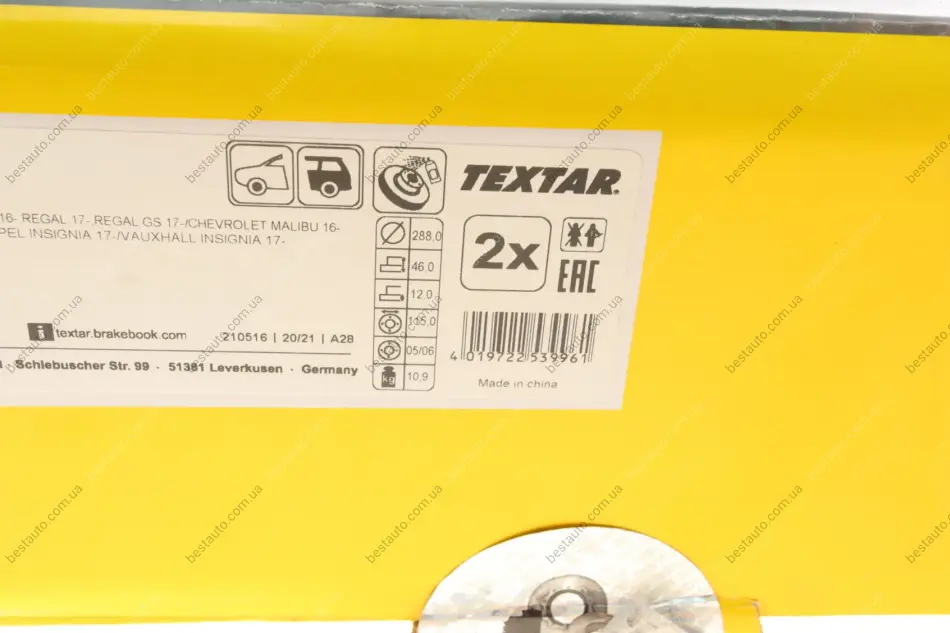 TEXTAR
16- REGAL 17-,REGAL GS 17-/CHEVROLET MALIBU 16-
PEL INSIGNIA 17-/VAUXHALL INSIGNIA 17-
288,0
46,0
12,0
115,0
05/06
kg 10,9
2x
EAC
i textar.brakebook.com 210516 | 20/21 | A28
Schlebuscher Str. 99 · 51381 Leverkusen · Germany
4 019722 539961
Made in china
bestauto.com.ua